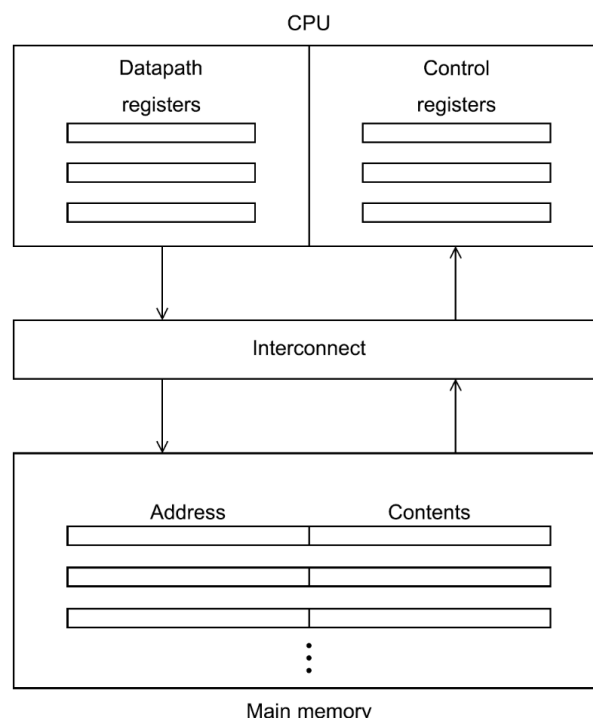 CPU
Datapath
Control
registers
registers
Interconnect
Address
Contents
Main memory